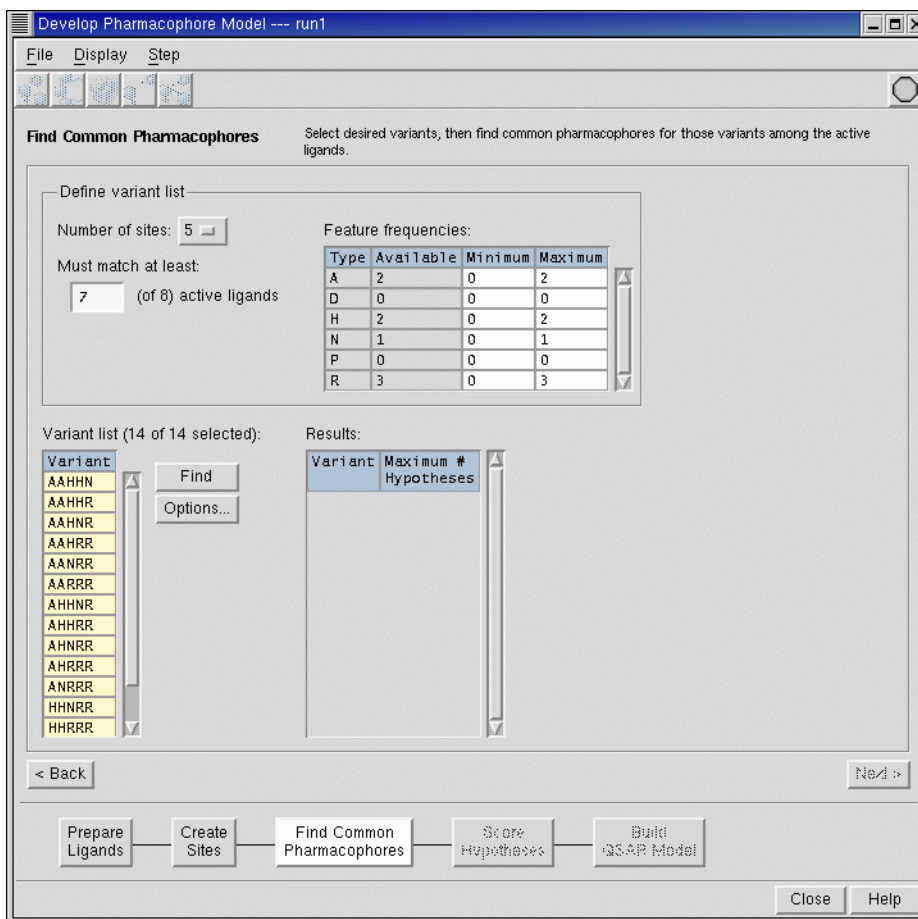 Develop Pharmacophore Model --- run1
File Display Step
Find Common Pharmacophores
Select desired variants, then find common pharmacophores for those variants among the active
ligands.
Define variant list
Number of sites: 5
Must match at least:
7 (of 8) active ligands
Feature frequencies:
Type Available Minimum Maximum
A 2 0 2
D 0 0 0
H 2 0 2
N 1 0 1
P 0 0 0
R 3 0 3
Variant list (14 of 14 selected):
Variant
AAHHN
AAHHR
AAHNR
AAHRR
AANRR
AARRR
AHHNR
AHHRR
AHNRR
AHRRR
ANRRR
HHNRR
HHRRR
Find
Options...
Results:
Variant Maximum #
Hypotheses
< Back
Next >
Prepare
Ligands
Create
Sites
Find Common
Pharmacophores
Score
Hypotheses
Build
QSAR Model
Close Help